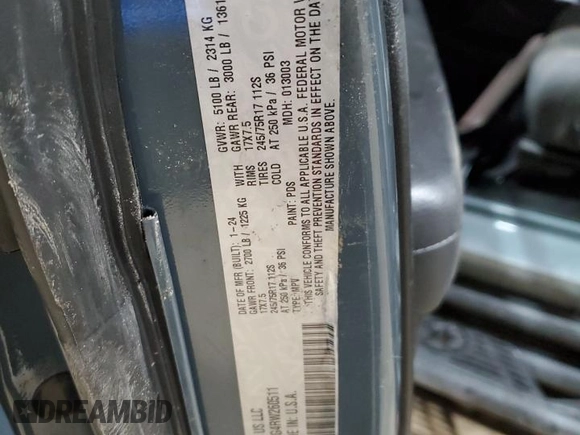 US LLC
DATE OF MFR (BUILT): 1-24
GVWR: 5100 LB / 2314 KG
GAWR FRONT: 2700 LB / 1225 KG
WITH
GAWR REAR: 3000 LB / 1361
17X7.5
RIMS
17X7.5
245/75R17 112S
TIRES
245/75R17 112S
AT 250 kPa / 36 PSI
COLD
AT 250 kPa / 36 PSI
TYPE: MPV
PAINT: PDS
MDH: 013003
THIS VEHICLE CONFORMS TO ALL APPLICABLE U.S.A. FEDERAL MOTOR V
SAFETY AND THEFT PREVENTION STANDARDS IN EFFECT ON THE DA
MANUFACTURE SHOWN ABOVE.
G4RW260511
IN: U.S.A.
DREAMBID